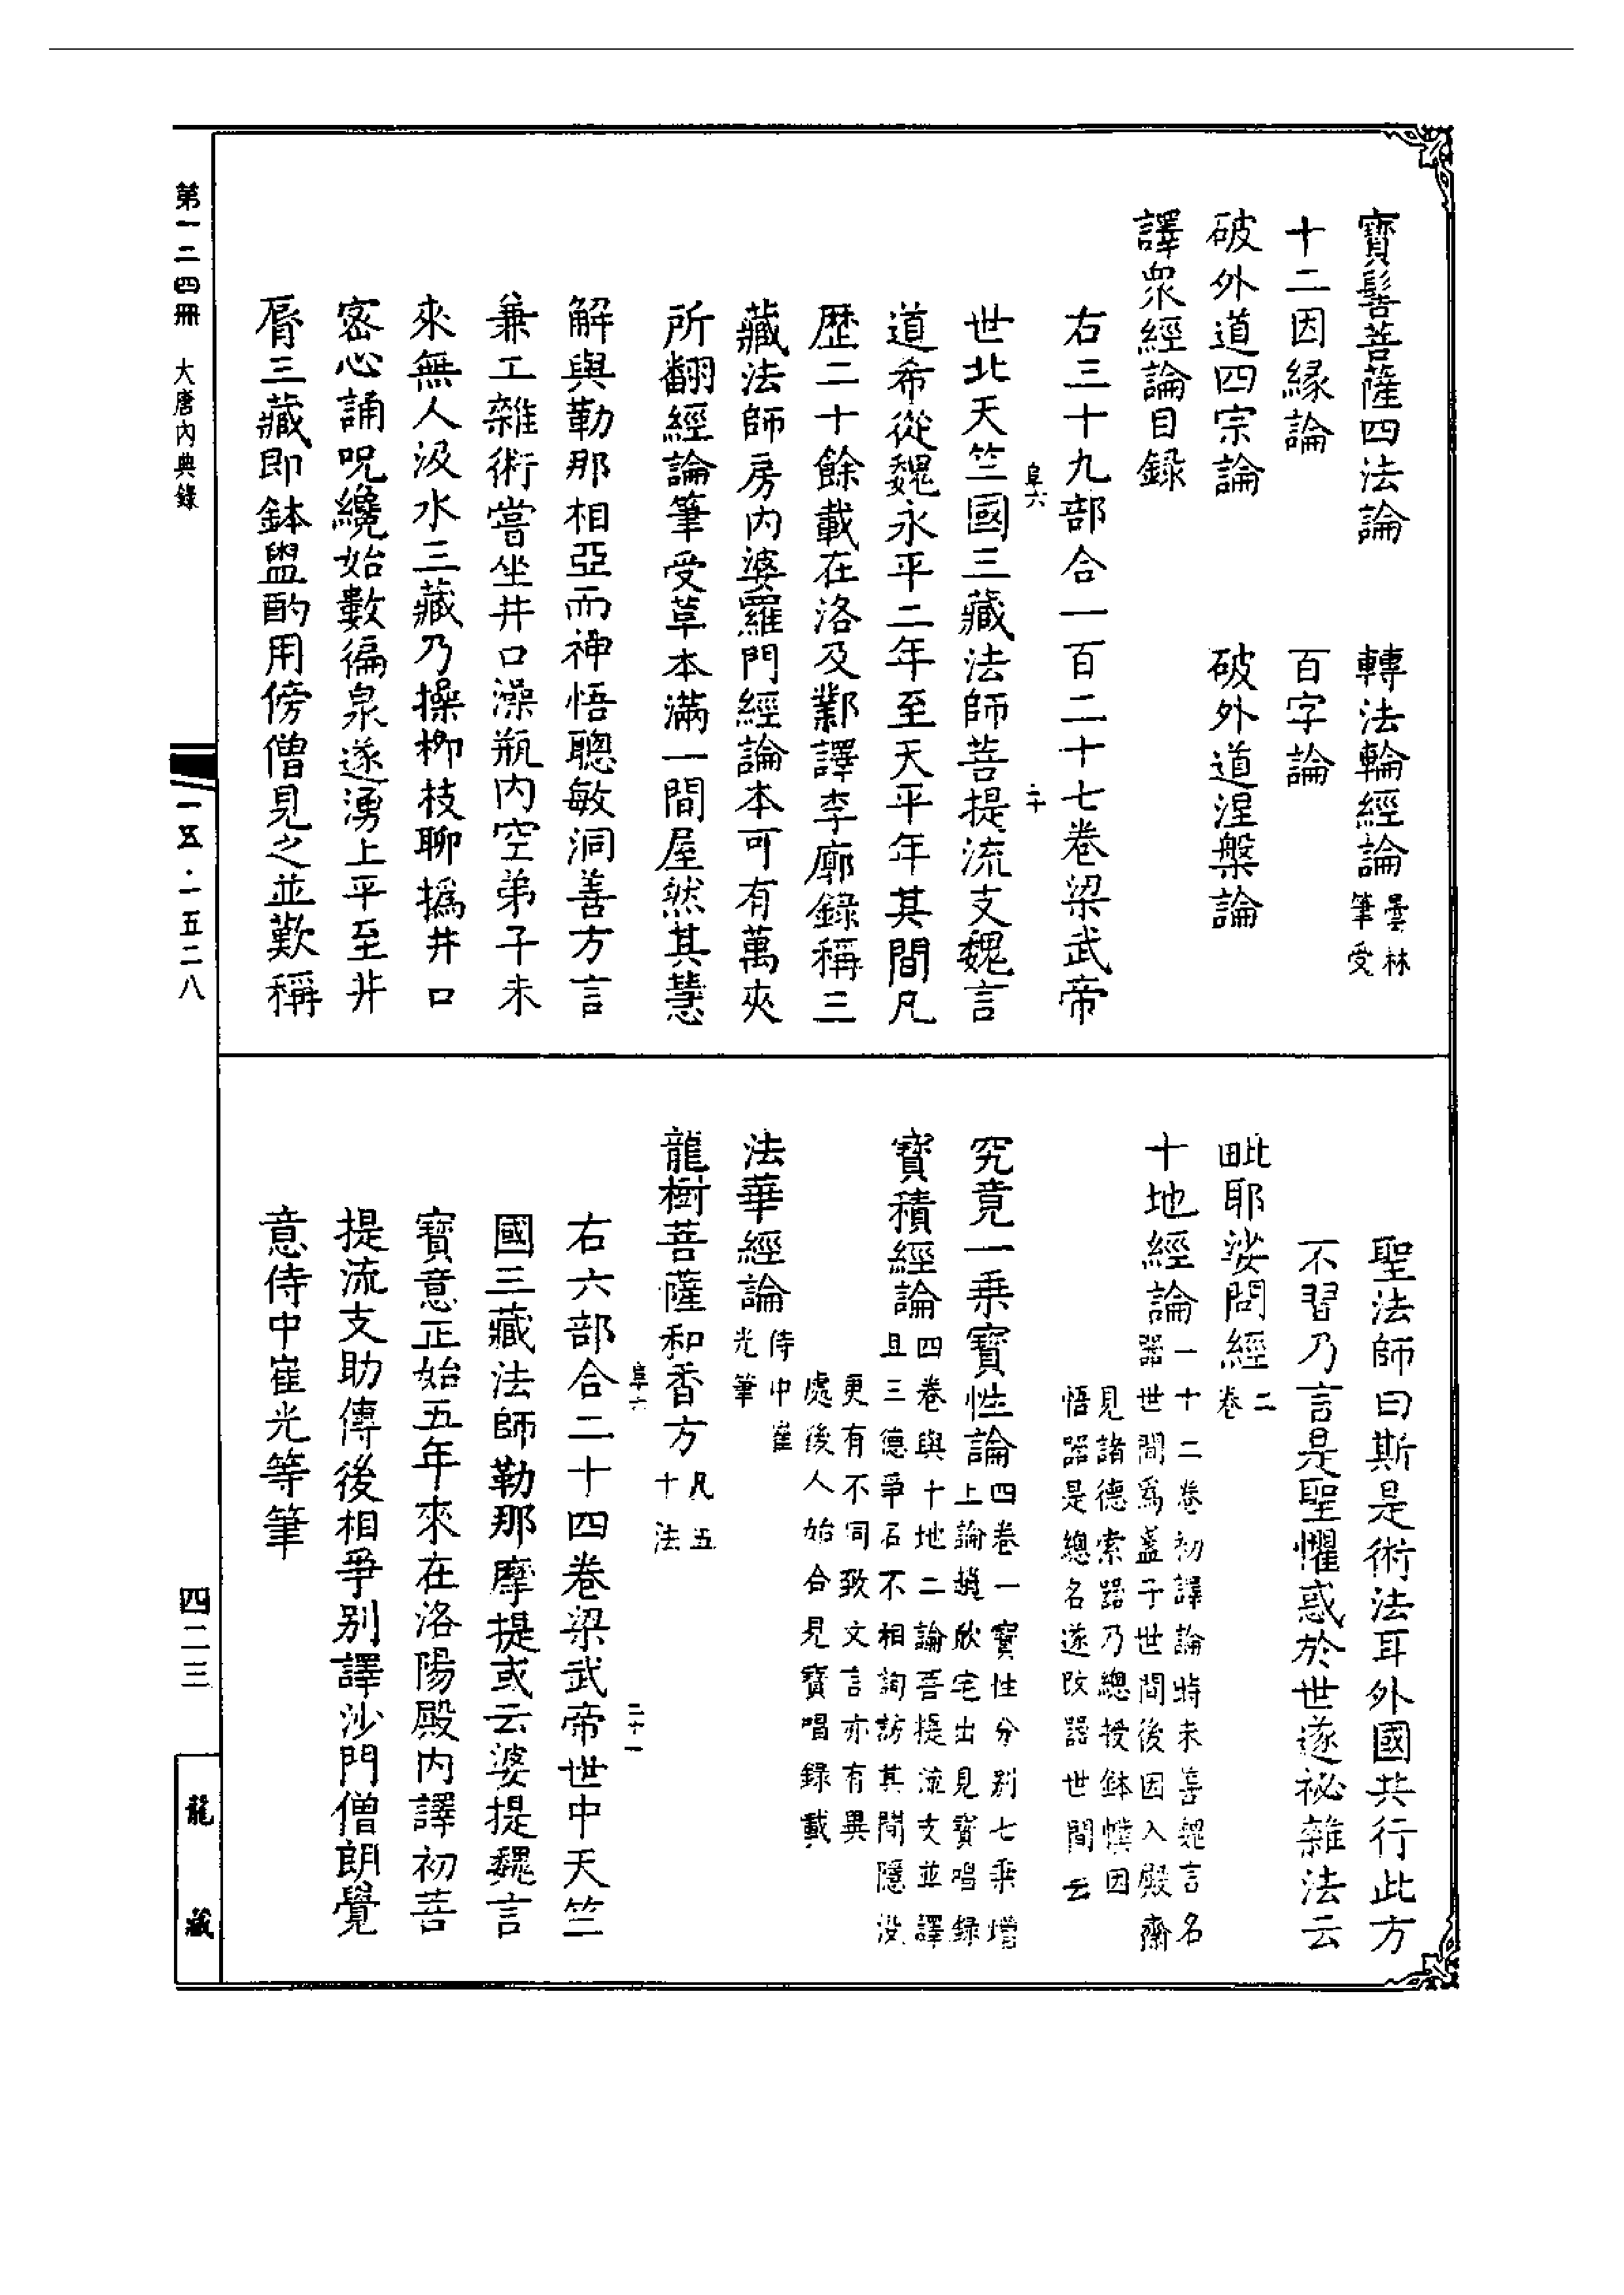 寶髻菩薩四法論　轉法輪經論曇林筆受
十二因緣論　百字論
破外道四宗論　破外道涅槃論
譯眾經論目録
右三十九部合一百二十七卷梁武帝
阜六　二十
世北天竺國三藏法師菩提流支魏言
道希從魏永平二年至天平年其間凡
歷二十餘載在洛及鄴譯李廓錄稱三
藏法師房內婆羅門經論本可有萬夾
所翻經論筆受草本滿一間屋然其慧
解與勒那相亞而神悟聰敏洞善方言
兼工雜術嘗坐井口澡瓶內空弟子未
來無人汲水三藏乃操柳枝聊撝井口
密心誦呪纔始數徧泉遂湧上平至井
脣三藏即鉢盥酌用傍僧見之並歎稱
聖法師曰斯是術法耳外國共行此方
不習乃言是聖懼惑於世遂祕雜法云
毗耶娑問經二卷
十地經論一十二卷初譯論時未善魏言名
器世間為盞子世間後因入殿齋
見諸德索器乃總授鉢幞因
悟器是總名遂改器世間云
究竟一乘寶性論四卷一寶性分別七乘增
上論趙欣宅出見寶唱錄
寶積經論四卷與十地二論菩提流支並譯
且三德爭名不相詢訪其間隱沒
更有不同致文言亦有異
處後人始合見寶唱錄載
法華經論侍中崔光筆
龍樹菩薩和香方凡五十法
阜六　二十一
右六部合二十四卷梁武帝世中天竺
國三藏法師勒那摩提或云婆提魏言
寶意正始五年來在洛陽殿內譯初菩
提流支助傳後相爭別譯沙門僧朗覺
意侍中崔光等筆
第一二四冊　大唐內典錄
一五·一五二八
四二三
龍藏